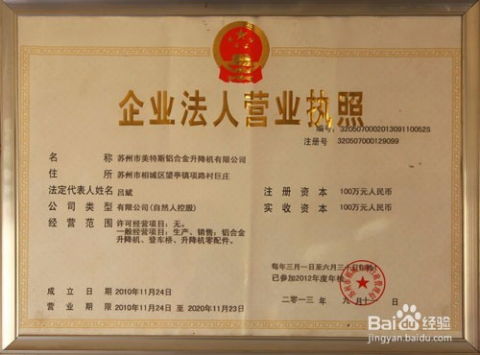 企业法人营业执照
编号: 320507000201309110052S
注册号 320507000129099
名称 苏州市美特斯铝合金升降机有限公司
住所 苏州市相城区望亭镇项路村巨庄
法定代表人姓名 吕斌
注册资本 100万元人民币
公司类型 有限公司(自然人控股)
实收资本 100万元人民币
经营范围 许可经营项目: 无。
一般经营项目: 生产、销售: 铝合金
升降机、登车桥、升降机零配件。
每年三月一日至六月三十日
已参加2012年度年检
成立日期 2010年11月24日
营业期限 2010年11月24日 至 2020年11月23日
二〇一三年 九月十
Baidu经验
jingyan.baidu.com